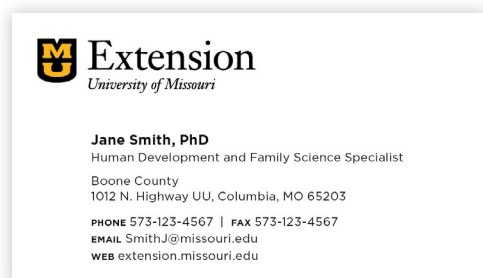 MU Extension
University of Missouri
Jane Smith, PhD
Human Development and Family Science Specialist
Boone County
1012 N. Highway UU, Columbia, MO 65203
PHONE 573-123-4567 | FAX 573-123-4567
EMAIL SmithJ@missouri.edu
WEB extension.missouri.edu